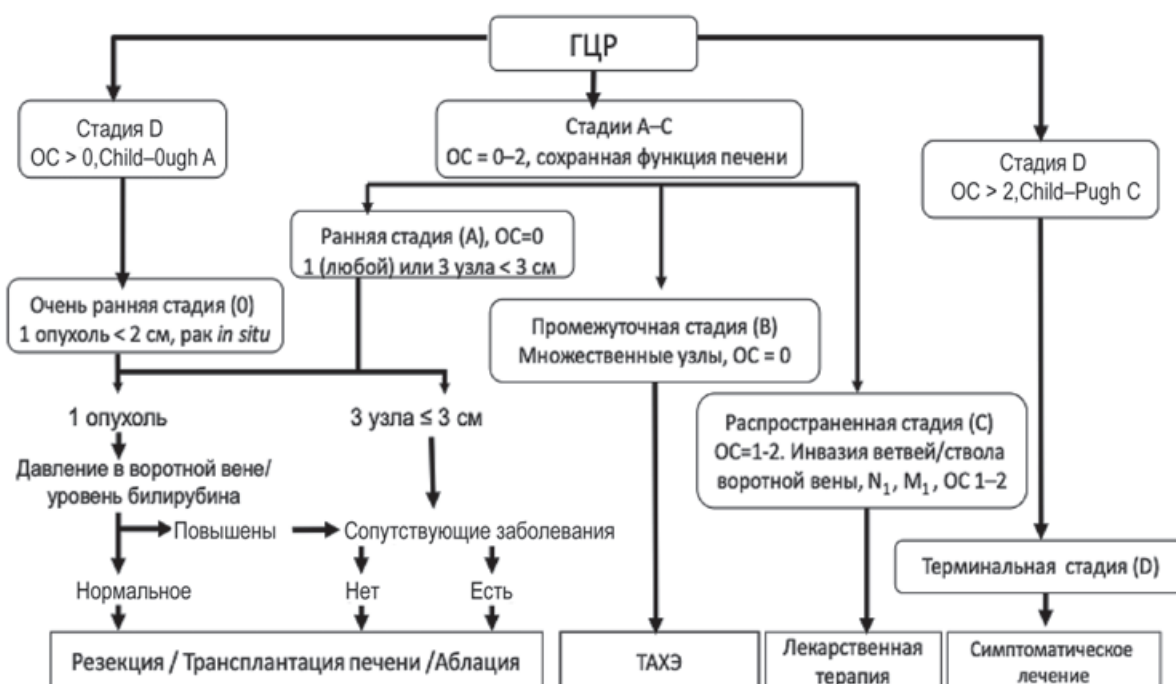 ГЦР
Стадия D
ОС > 0,Child–0ugh A
Стадии А–С
ОС = 0–2, сохранная функция печени
Стадия D
ОС > 2,Child–Pugh C
Ранняя стадия (А), ОС=0
1 (любой) или 3 узла < 3 см
Очень ранняя стадия (0)
1 опухоль < 2 см, рак in situ
Промежуточная стадия (В)
Множественные узлы, ОС = 0
Распространенная стадия (С)
ОС=1-2. Инвазия ветвей/ствола
воротной вены, N₁, M₁, ОС 1–2
1 опухоль
3 узла ≤ 3 см
Давление в воротной вене/
уровень билирубина
Повышены
Сопутствующие заболевания
Нормальное
Нет
Есть
Терминальная стадия (D)
Резекция / Трансплантация печени /Аблация
ТАХЭ
Лекарственная
терапия
Симптоматическое
лечение